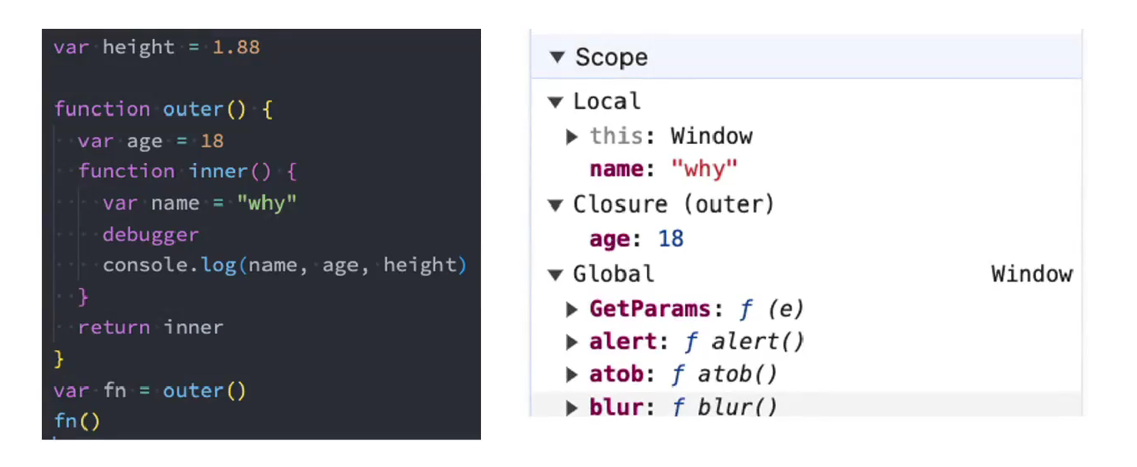 var height = 1.88
function outer() {
var age = 18
function inner() {
var name = "why"
debugger
console.log(name, age, height)
}
return inner
}
var fn = outer()
fn()
Scope
Local
this: Window
name: "why"
Closure (outer)
age: 18
Global Window
GetParams: ƒ (e)
alert: ƒ alert()
atob: ƒ atob()
blur: ƒ blur()